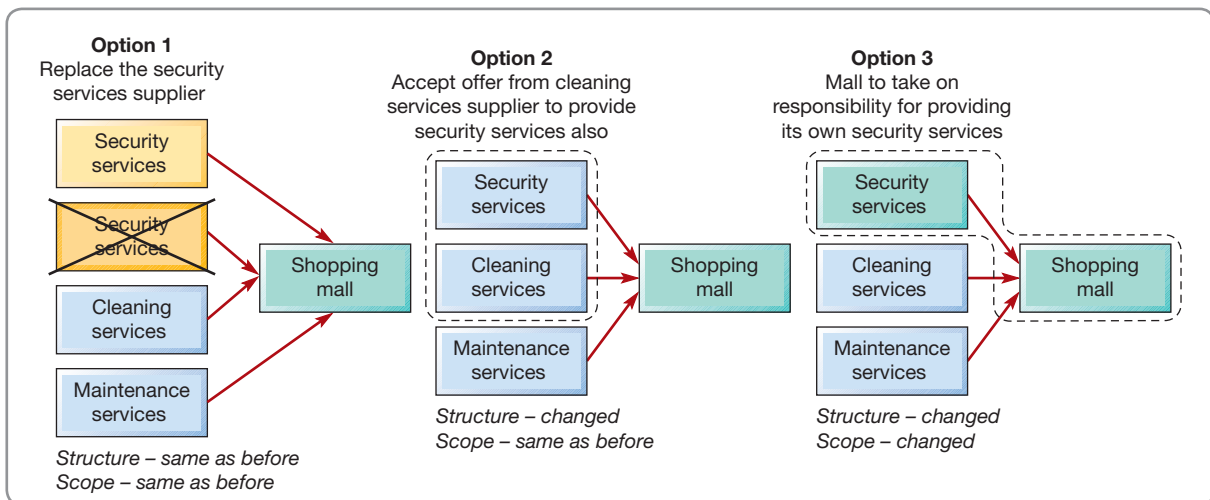 Option 1
Replace the security
services supplier
Security
services
Security
services
Cleaning
services
Maintenance
services
Shopping
mall
Structure – same as before
Scope – same as before
Option 2
Accept offer from cleaning
services supplier to provide
security services also
Security
services
Cleaning
services
Maintenance
services
Shopping
mall
Structure – changed
Scope – same as before
Option 3
Mall to take on
responsibility for providing
its own security services
Security
services
Cleaning
services
Maintenance
services
Shopping
mall
Structure – changed
Scope – changed